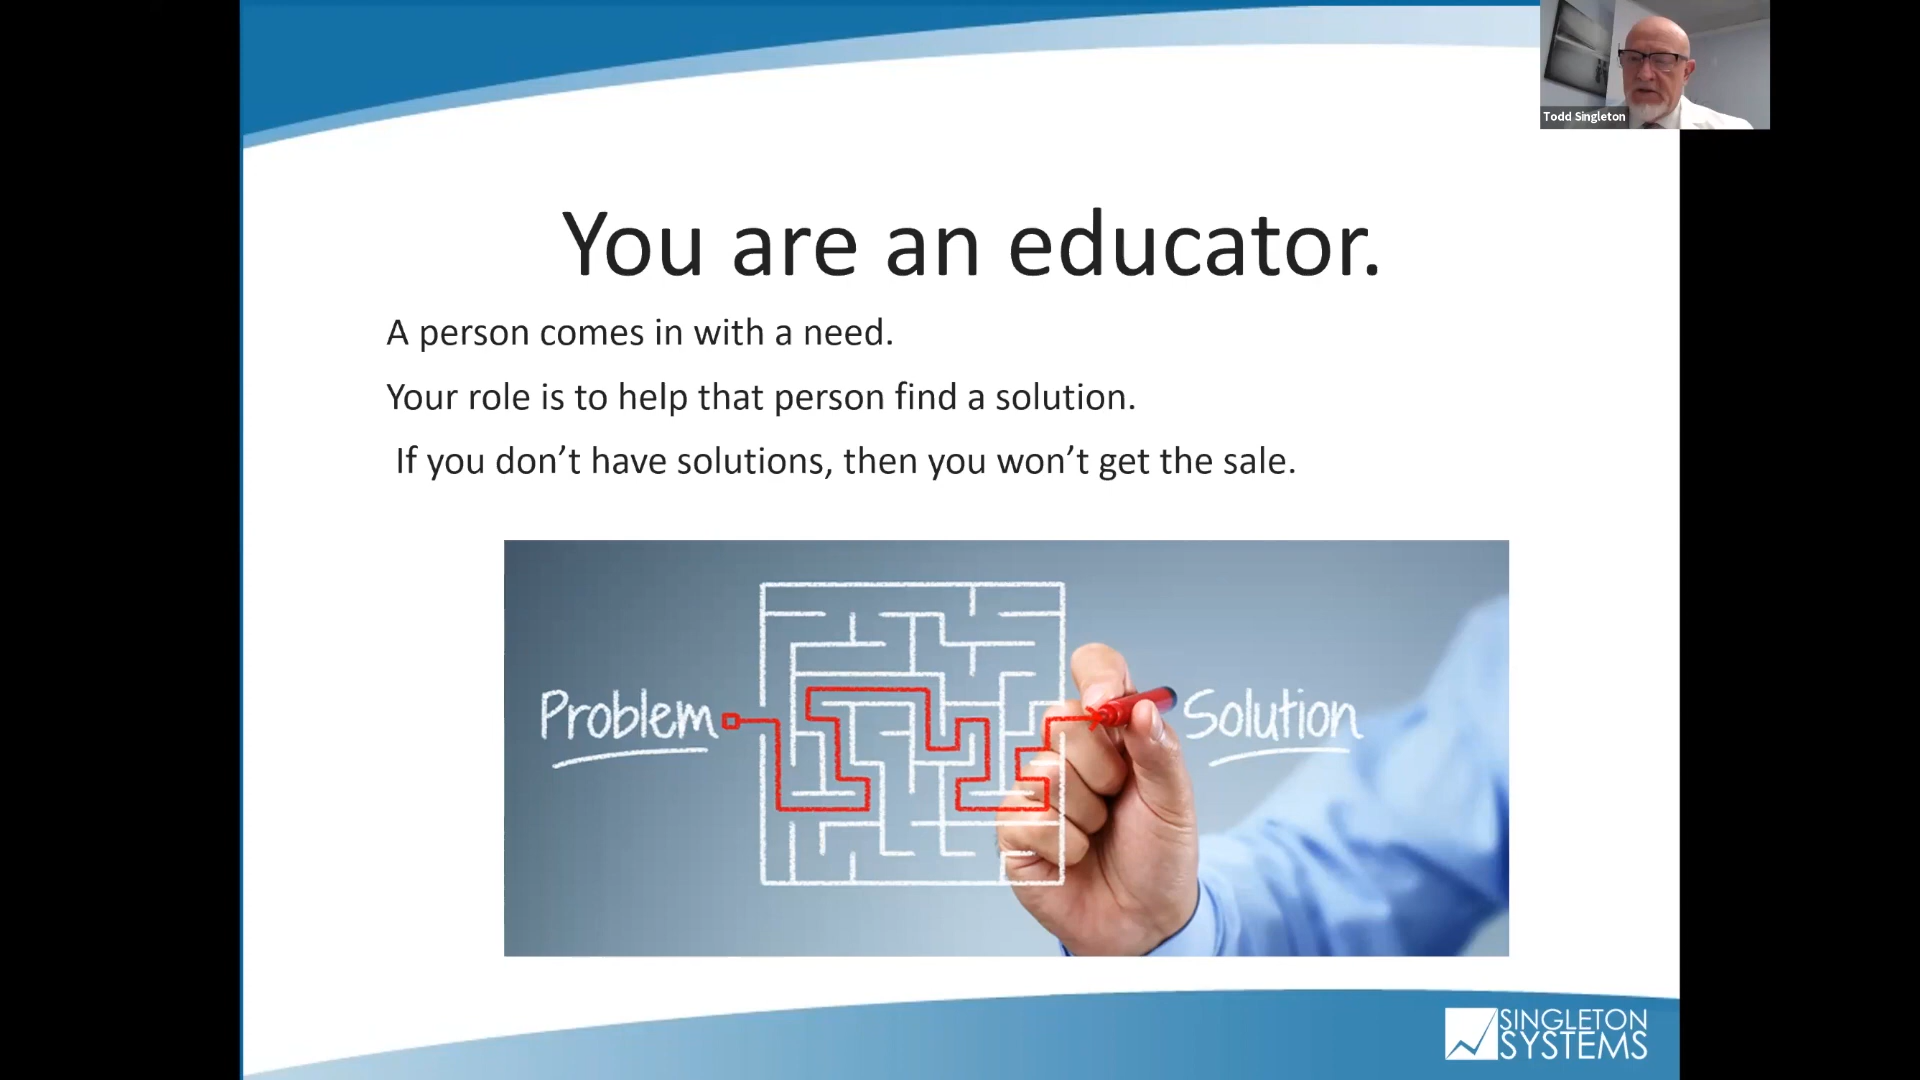 Todd Singleton
You are an educator.
A person comes in with a need.
Your role is to help that person find a solution.
If you don’t have solutions, then you won’t get the sale.
Problem
Solution
SINGLETON
SYSTEMS